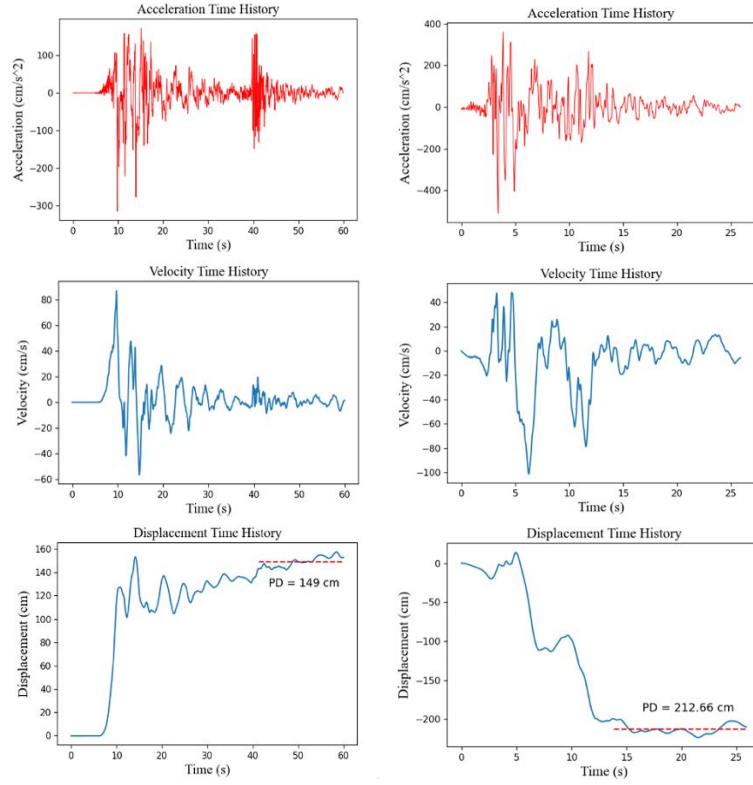 Acceleration Time History
Acceleration (cm/s^2)
100
0
-100
-200
-300
0 10 20 30 40 50 60
Time (s)
Acceleration Time History
Acceleration (cm/s^2)
400
200
0
-200
-400
0 5 10 15 20 25
Time (s)
Velocity Time History
Velocity (cm/s)
80
60
40
20
0
-20
-40
-60
0 10 20 30 40 50 60
Time (s)
Velocity Time History
Velocity (cm/s)
40
20
0
-20
-40
-60
-80
-100
0 5 10 15 20 25
Time (s)
Displacement Time History
Displacement (cm)
160
140
120
100
80
60
40
20
0
PD = 149 cm
0 10 20 30 40 50 60
Time (s)
Displacement Time History
Displacement (cm)
0
-50
-100
-150
-200
PD = 212.66 cm
0 5 10 15 20 25
Time (s)